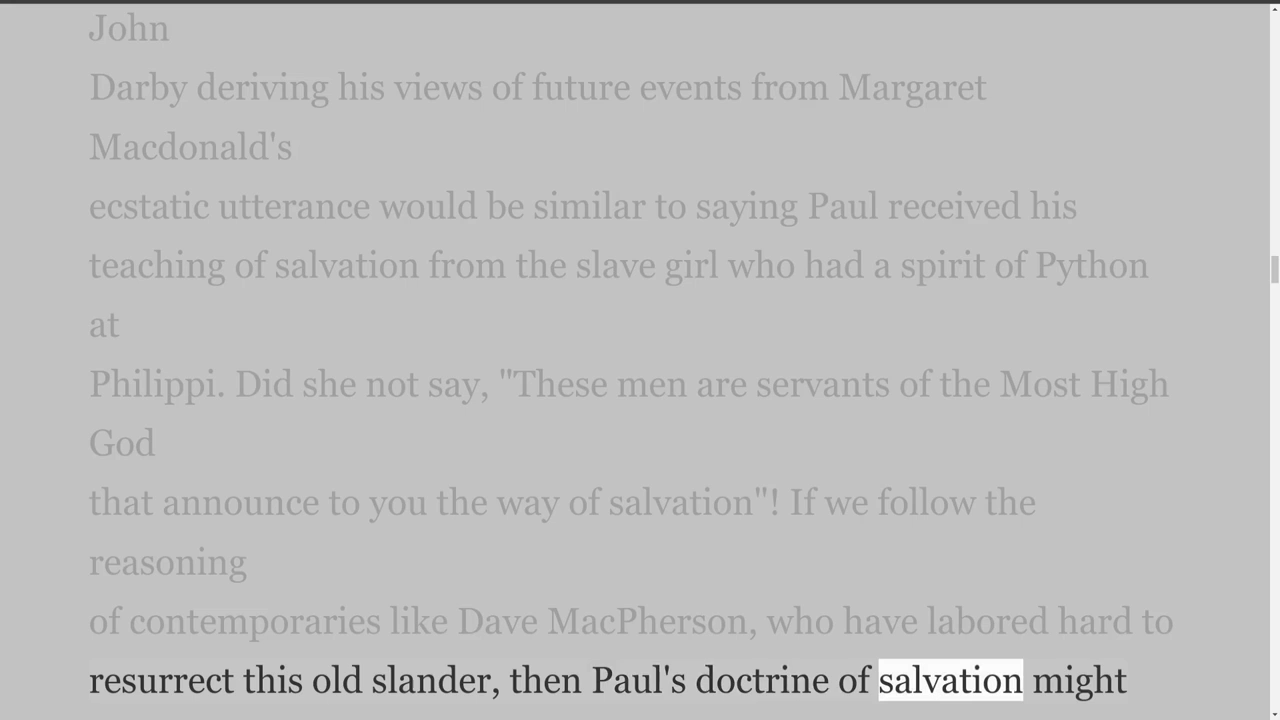 John
Darby deriving his views of future events from Margaret
Macdonald's
ecstatic utterance would be similar to saying Paul received his
teaching of salvation from the slave girl who had a spirit of Python
at
Philippi. Did she not say, "These men are servants of the Most High
God
that announce to you the way of salvation"! If we follow the
reasoning
of contemporaries like Dave MacPherson, who have labored hard to
resurrect this old slander, then Paul's doctrine of salvation might